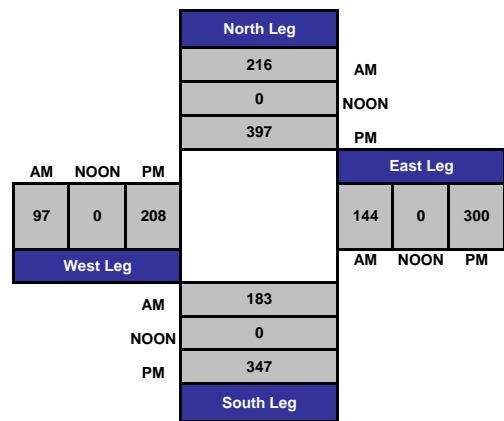 North Leg
216 AM
0 NOON
397 PM
AM NOON PM East Leg
97 0 208 144 0 300
West Leg AM NOON PM
AM 183
NOON 0
PM 347
South Leg